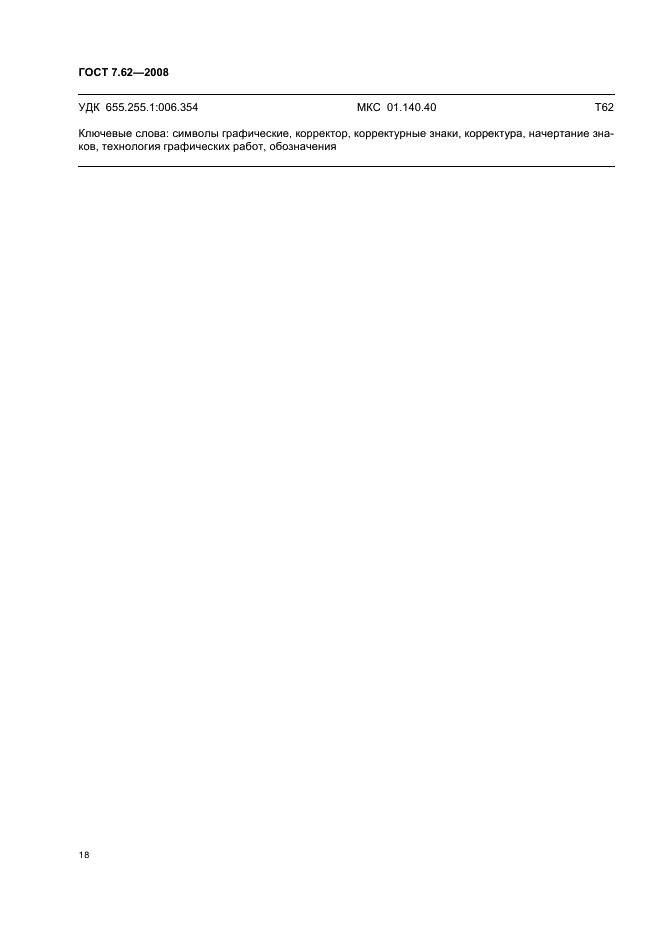 ГОСТ 7.62—2008
УДК 655.255.1:006.354 МКС 01.140.40 Т62
Ключевые слова: символы графические, корректор, корректурные знаки, корректура, начертание зна-
ков, технология графических работ, обозначения
18